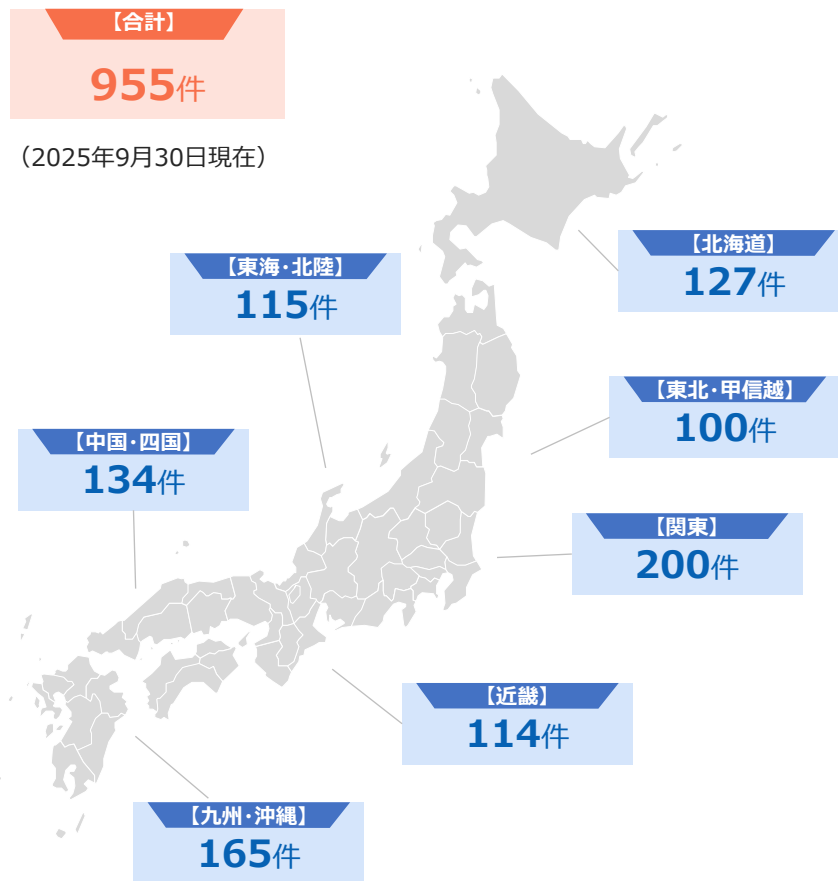 【合計】
955件
（2025年9月30日現在）
【北海道】
127件
【東海・北陸】
115件
【東北・甲信越】
100件
【中国・四国】
134件
【関東】
200件
【近畿】
114件
【九州・沖縄】
165件